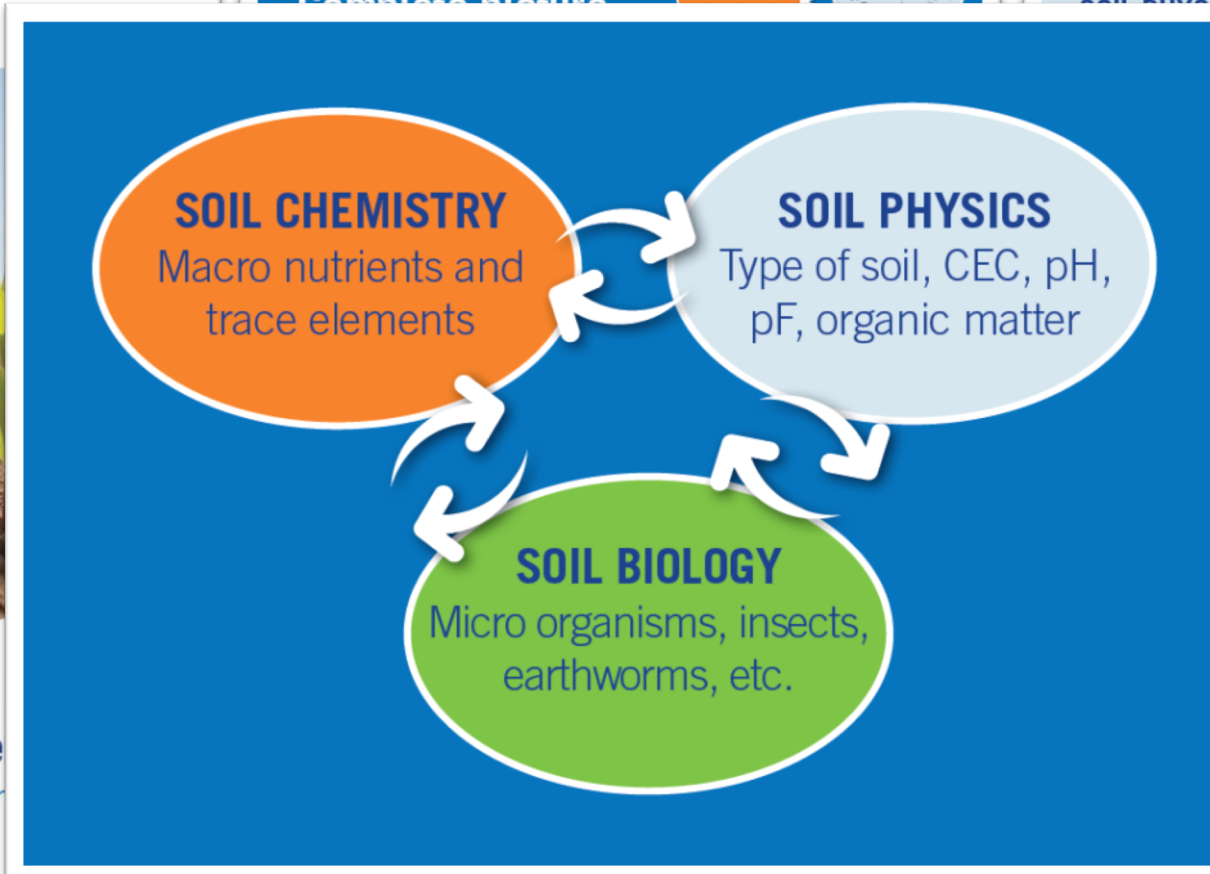 SOIL CHEMISTRY
Macro nutrients and
trace elements
SOIL PHYSICS
Type of soil, CEC, pH,
pF, organic matter
SOIL BIOLOGY
Micro organisms, insects,
earthworms, etc.